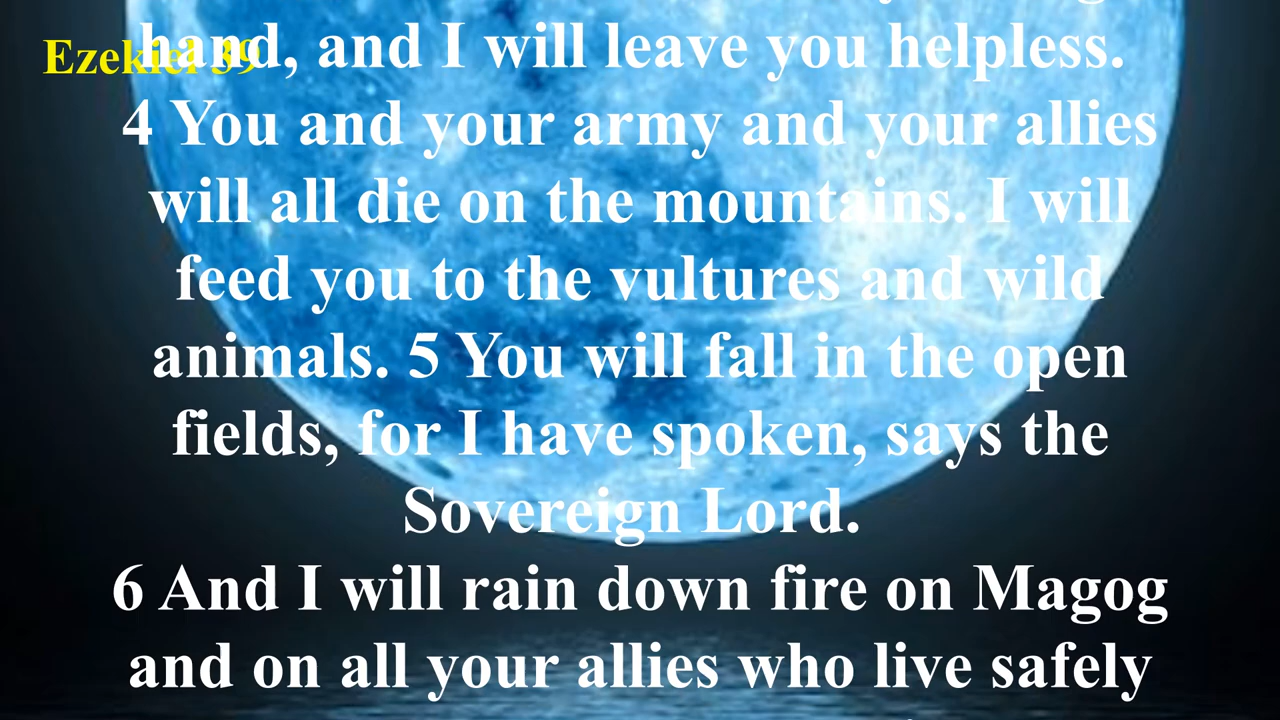 Ezekiel 39
hand, and I will leave you helpless.
4 You and your army and your allies
will all die on the mountains. I will
feed you to the vultures and wild
animals. 5 You will fall in the open
fields, for I have spoken, says the
Sovereign Lord.
6 And I will rain down fire on Magog
and on all your allies who live safely